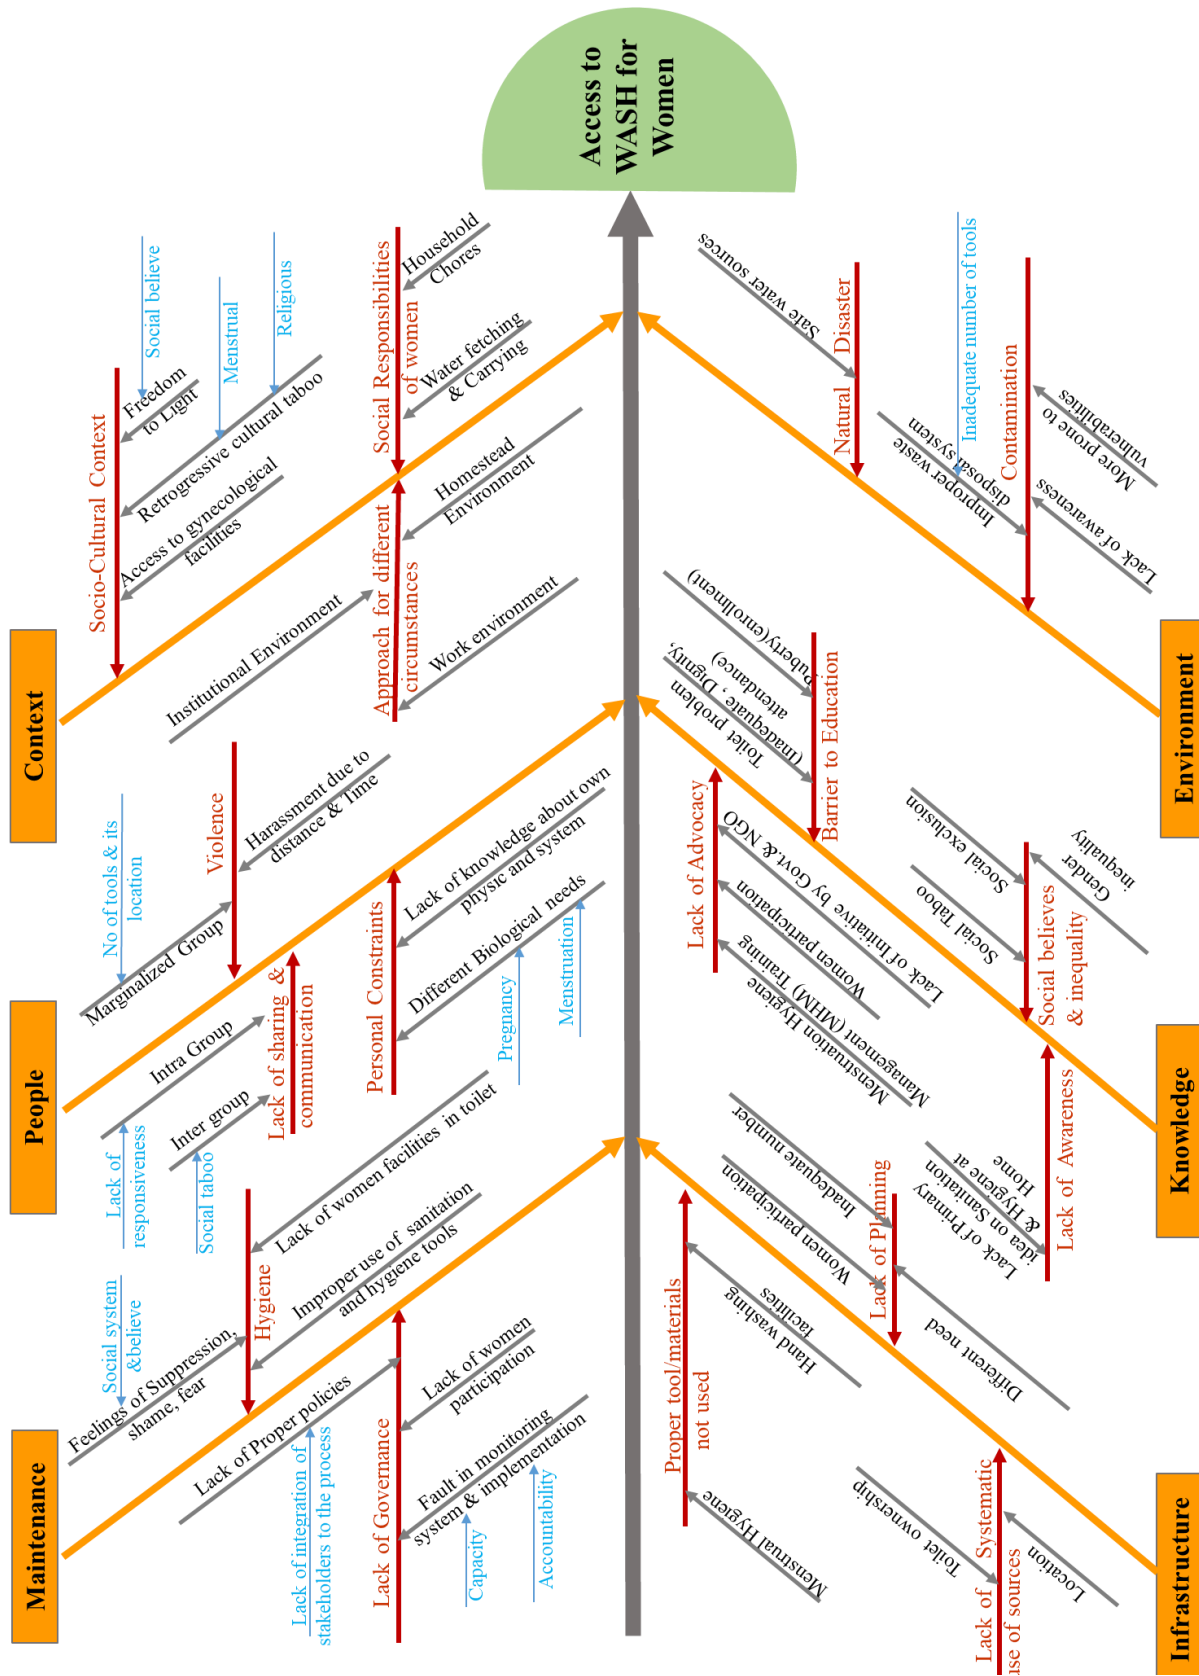 Access to
WASH for
Women
Context
Socio-Cultural Context
Social believe
Freedom
to Light
Menstrual
Religious
Retrogressive cultural taboo
Access to gynecological
facilities
Social Responsibilities
of women
Household
Chores
Water fetching
& Carrying
Approach for different
circumstances
Homestead
Environment
Institutional Environment
Work environment
People
No of tools & its
location
Marginalized Group
Violence
Harassment due to
distance & Time
Lack of sharing &
communication
Intra Group
Inter group
Lack of
responsiveness
Social taboo
Personal Constraints
Lack of knowledge about own
physic and system
Different Biological needs
Pregnancy
Menstruation
Maintenance
Social system
&believe
Feelings of Suppression,
shame, fear
Hygiene
Lack of women facilities in toilet
Improper use of sanitation
and hygiene tools
Lack of Proper policies
Lack of integration of
stakeholders to the process
Lack of Governance
Lack of women
participation
Fault in monitoring
system & implementation
Capacity
Accountability
Environment
Safe water sources
Natural Disaster
Inadequate number of tools
Improper waste
disposal system
Contamination
More prone to
vulnerabilities
Lack of awareness
Knowledge
Puberty(enrollment)
Toilet problem
(Inadequate , Dignity,
attendance)
Barrier to Education
Lack of Advocacy
Lack of Initiative by Govt.& NGO
Women participation
Menstruation Hygiene
Management (MHM) Training
Social exclusion
Social Taboo
Gender
inequality
Social believes
& inequality
Lack of Awareness
Lack of Primary
idea on Sanitation
& Hygiene at
Home
Infrastructure
Inadequate number
Women participation
Lack of Planning
Different need
Proper tool/materials
not used
Hand washing
facilities
Menstrual Hygiene
Toilet ownership
Lack of Systematic
use of sources
Location